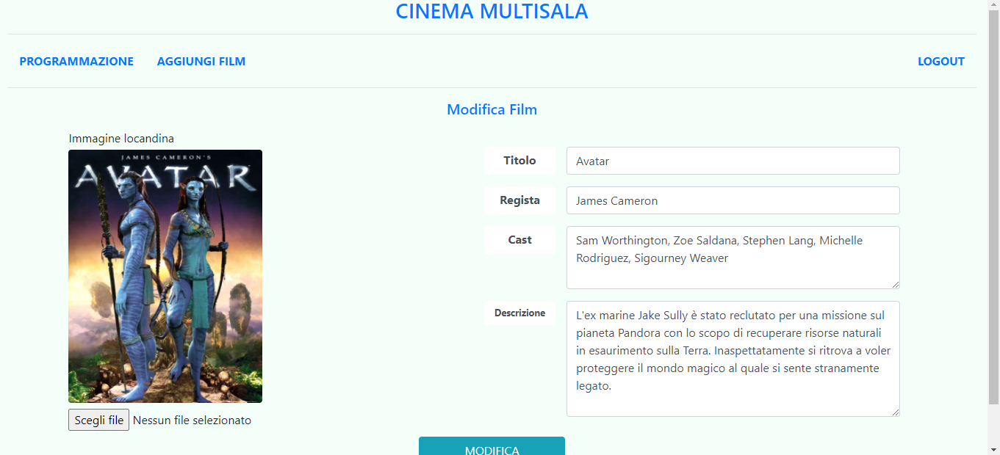 CINEMA MULTISALA
PROGRAMMAZIONE AGGIUNGI FILM LOGOUT
Modifica Film
Immagine locandina
JAMES CAMERON'S
AVATAR
Scegli file Nessun file selezionato
Titolo Avatar
Regista James Cameron
Cast Sam Worthington, Zoe Saldana, Stephen Lang, Michelle
Rodriguez, Sigourney Weaver
Descrizione L'ex marine Jake Sully è stato reclutato per una missione sul
pianeta Pandora con lo scopo di recuperare risorse naturali
in esaurimento sulla Terra. Inaspettatamente si ritrova a voler
proteggere il mondo magico al quale si sente stranamente
legato.
MODIFICA